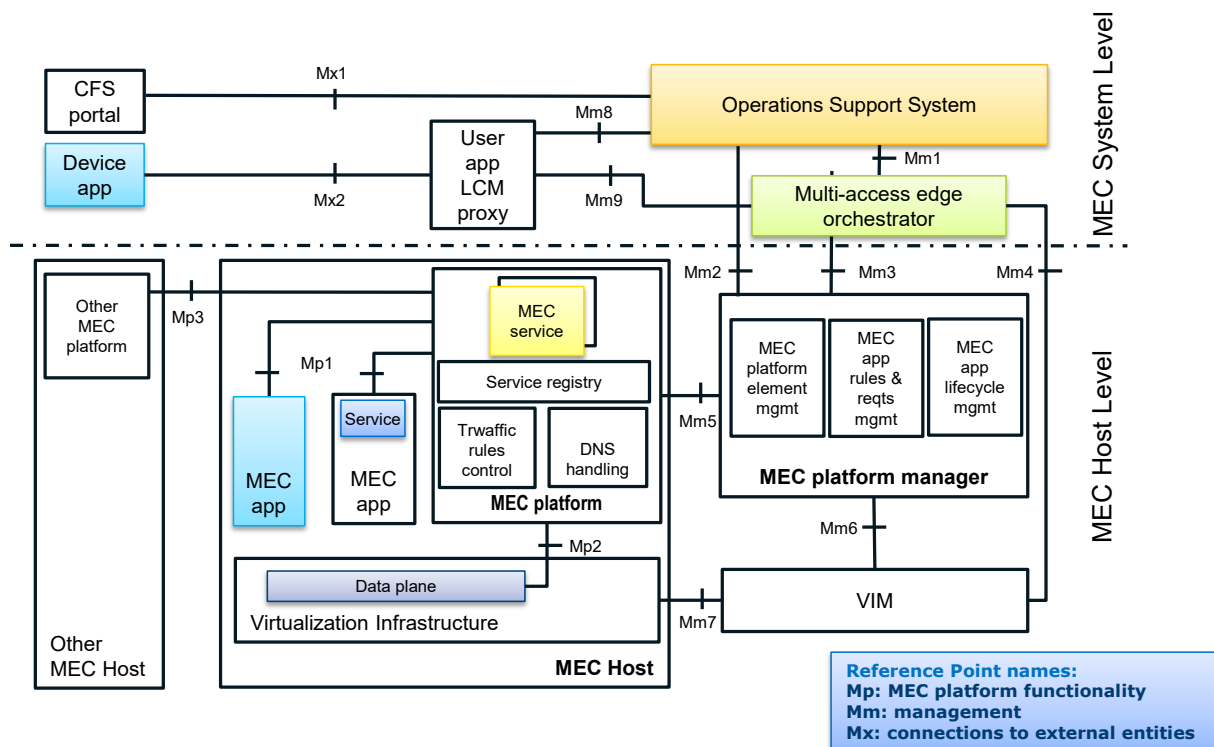 CFS
portal
Mx1
Operations Support System
MEC System Level
Mm8
User
app
LCM
proxy
Device
app
Mx2
Mm9
Mm1
Multi-access edge
orchestrator
Mm2
Mm3
Mm4
Other
MEC
platform
Mp3
MEC
service
Mp1
Service registry
Service
MEC
app
MEC
app
Trwaffic
rules
control
DNS
handling
MEC platform
Mm5
MEC
platform
element
mgmt
MEC
app
rules &
reqts
mgmt
MEC
app
lifecycle
mgmt
MEC platform manager
MEC Host Level
Mp2
Mm6
Data plane
Virtualization Infrastructure
Mm7
VIM
Other
MEC Host
MEC Host
Reference Point names:
Mp: MEC platform functionality
Mm: management
Mx: connections to external entities